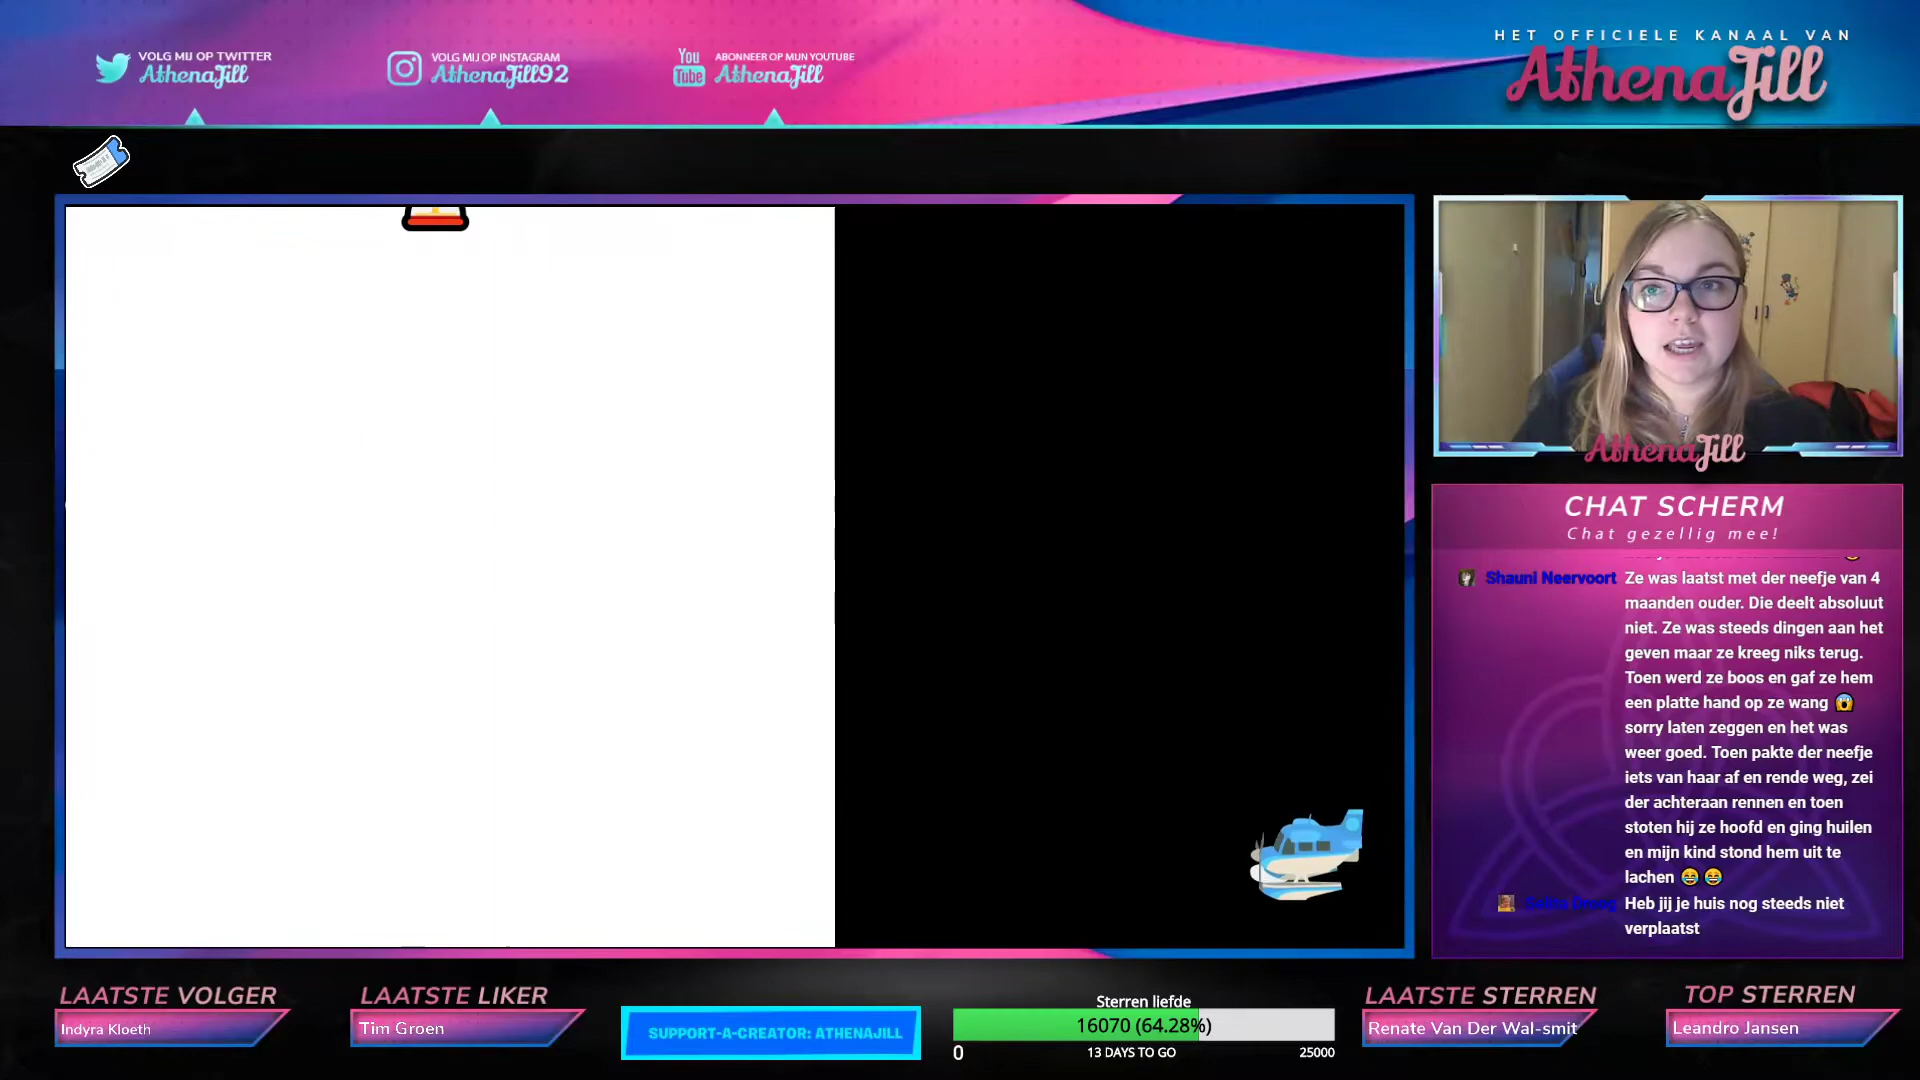 VOLG MIJ OP TWITTER
AthenaJill
VOLG MIJ OP INSTAGRAM
AthenaJill92
You
Tube
ABONNEER OP MIJN YOUTUBE
AthenaJill
HET OFFICIELE KANAAL VAN
AthenaJill
AthenaJill
CHAT SCHERM
Chat gezellig mee!
Shauni Neervoort Ze was laatst met der neefje van 4
maanden ouder. Die deelt absoluut
niet. Ze was steeds dingen aan het
geven maar ze kreeg niks terug.
Toen werd ze boos en gaf ze hem
een platte hand op ze wang 😱
sorry laten zeggen en het was
weer goed. Toen pakte der neefje
iets van haar af en rende weg, zei
der achteraan rennen en toen
stoten hij ze hoofd en ging huilen
en mijn kind stond hem uit te
lachen 😂 😂
Heb jij je huis nog steeds niet
verplaatst
LAATSTE VOLGER
Indyra Kloeth
LAATSTE LIKER
Tim Groen
SUPPORT-A-CREATOR: ATHENAJILL
Sterren liefde
16070 (64.28%)
0
13 DAYS TO GO
25000
LAATSTE STERREN
Renate Van Der Wal-smit
TOP STERREN
Leandro Jansen